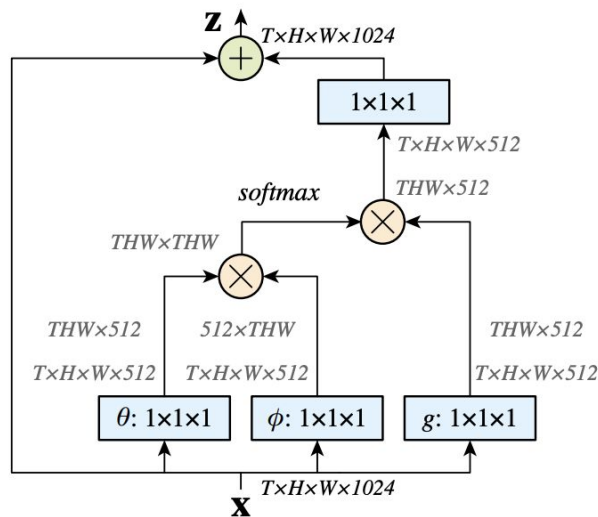 z
T×H×W×1024
+
1×1×1
T×H×W×512
THW×512
softmax
×
THW×THW
×
THW×512
512×THW
THW×512
T×H×W×512
T×H×W×512
T×H×W×512
θ: 1×1×1
ϕ: 1×1×1
g: 1×1×1
T×H×W×1024
x